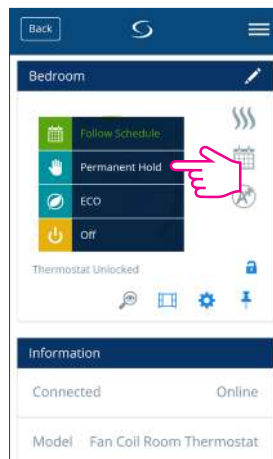 Back
Bedroom
Follow Schedule
Permanent Hold
ECO
Off
Thermostat Unlocked
Information
Connected Online
Model Fan Coil Room Thermostat